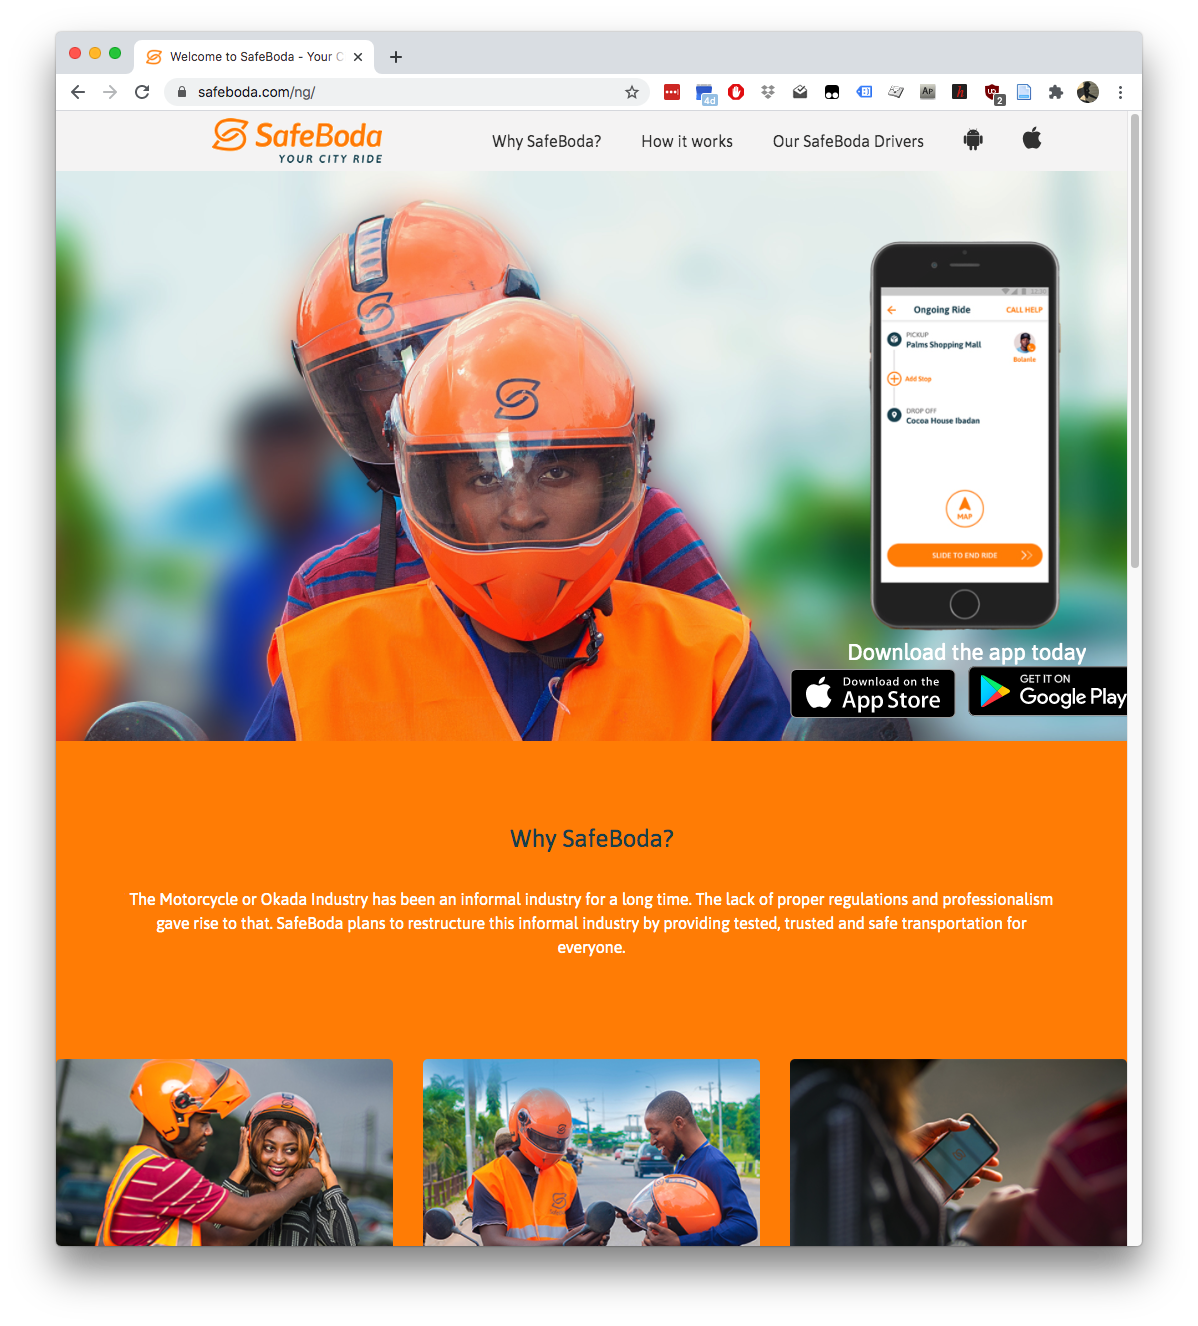 Welcome to SafeBoda - Your C
safeboda.com/ng/
4d
AP
h
2
SafeBoda
YOUR CITY RIDE
Why SafeBoda?
How it works
Our SafeBoda Drivers
12:30
Ongoing Ride
CALL HELP
PICKUP
Palms Shopping Mall
Bolanle
Add Stop
DROP OFF
Cocoa House Ibadan
MAP
SLIDE TO END RIDE
Download the app today
Download on the
App Store
GET IT ON
Google Play
Why SafeBoda?
The Motorcycle or Okada Industry has been an informal industry for a long time. The lack of proper regulations and professionalism
gave rise to that. SafeBoda plans to restructure this informal industry by providing tested, trusted and safe transportation for
everyone.